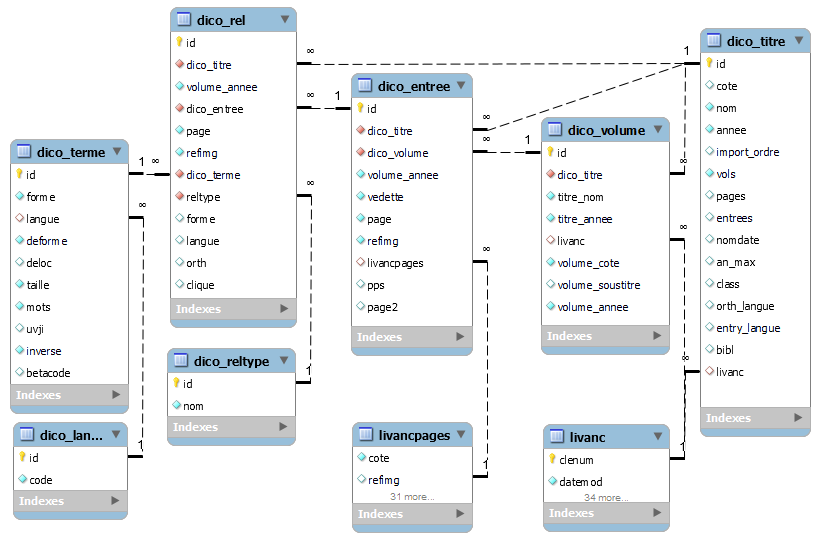 dico_rel
id
dico_titre
volume_annee
dico_entree
page
refimg
dico_terme
reltype
forme
langue
orth
clique
Indexes
dico_titre
id
cote
nom
annee
import_ordre
vols
pages
entrees
nomdate
an_max
class
orth_langue
entry_langue
bibl
livanc
Indexes
dico_entree
id
dico_titre
dico_volume
volume_annee
vedette
page
refimg
livancpages
pps
page2
Indexes
dico_volume
id
dico_titre
titre_nom
titre_annee
livanc
volume_cote
volume_soustitre
volume_annee
Indexes
dico_terme
id
forme
langue
deforme
deloc
taille
mots
uvji
inverse
betacode
Indexes
dico_reltype
id
nom
Indexes
dico_lan...
id
code
Indexes
livancpages
cote
refimg
31 more...
Indexes
livanc
clenum
datemod
34 more...
Indexes
∞
1
∞
1
∞
∞
1
1
∞
∞
∞
∞
∞
∞
1
1
1
1